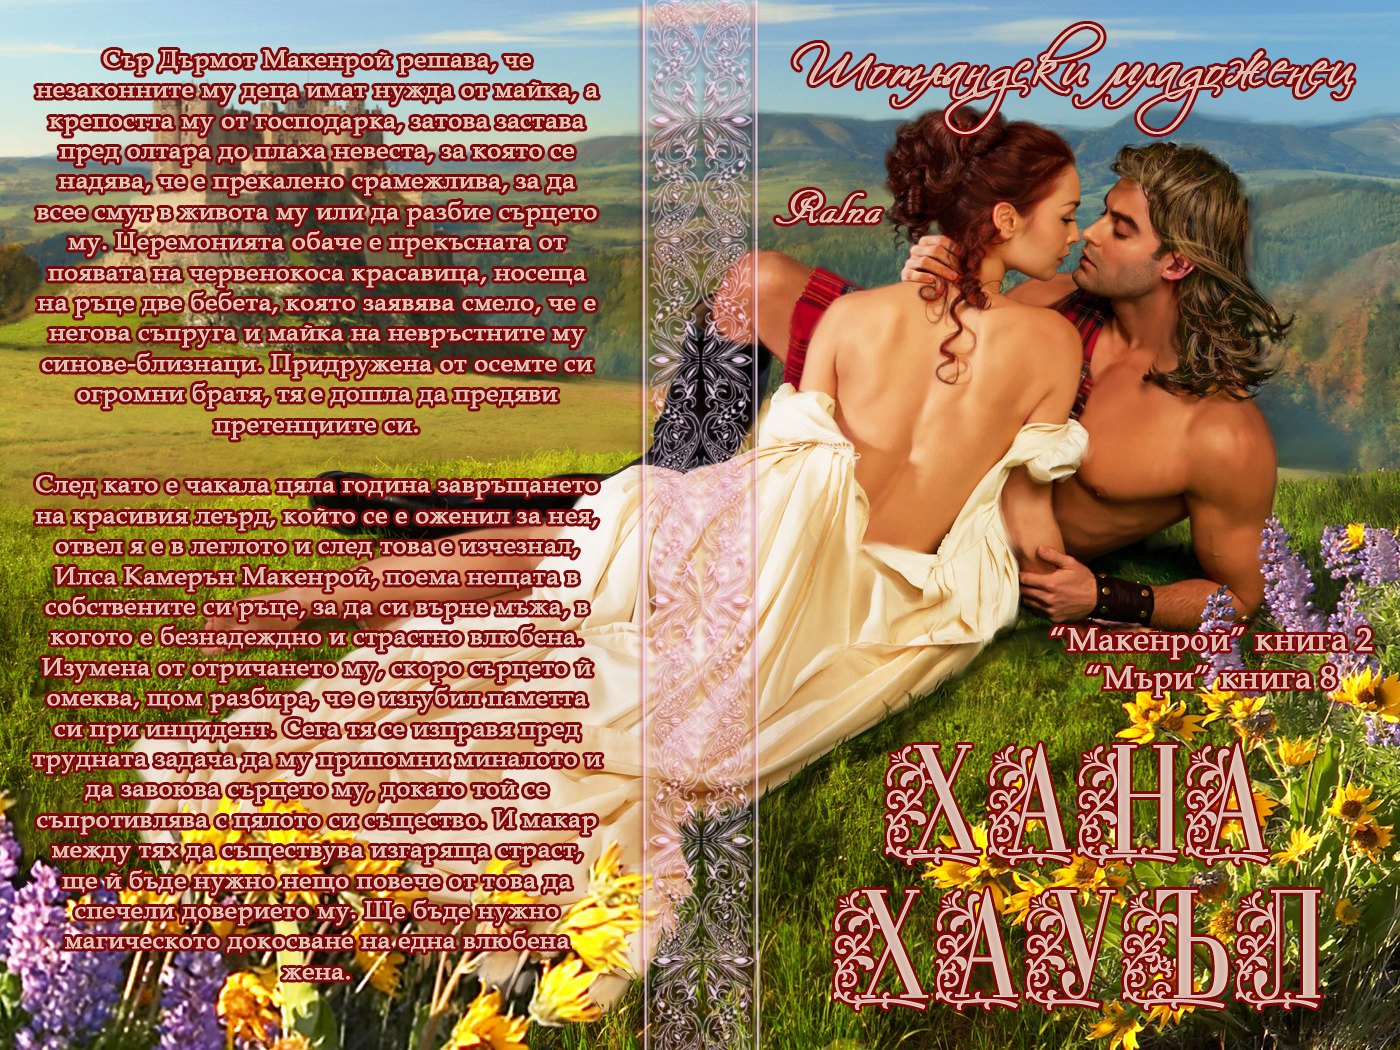 Сър Дърмот Макенрой решава, че
незаконните му деца имат нужда от майка, а
крепостта му от господарка, затова застава
пред олтара до плаха невеста, за която се
надява, че е прекалено срамежлива, за да
всее смут в живота му или да разбие сърцето
му. Церемонията обаче е прекъсната от
появата на червенокоса красавица, носеща
на ръце две бебета, която заявява смело, че е
негова съпруга и майка на невръстните му
синове-близнаци. Придружена от осемте си
огромни братя, тя е дошла да предяви
претенциите си.
След като е чакала цяла година завръщането
на красивия леърд, който се е оженил за нея,
отвел я е в леглото и след това е изчезнал,
Илса Камерън Макенрой, поема нещата в
собствените си ръце, за да си върне мъжа, в
когото е безнадеждно и страстно влюбена.
Изумена от отричането му, скоро сърцето ѝ
омеква, щом разбира, че е изгубил паметта
си при инцидент. Сега тя се изправя пред
трудната задача да му припомни миналото и
да завоюва сърцето му, докато той се
съпротивлява с цялото си същество. И макар
между тях да съществува изгаряща страст,
ще ѝ бъде нужно нещо повече от това да
спечели доверието му. Ще бъде нужно
магическото докосване на една влюбена
жена.
Шотландски младоженец
Ralna
“Макенрой” книга 2
“Мъри” книга 8
ХАНА
ХАУЪЛ